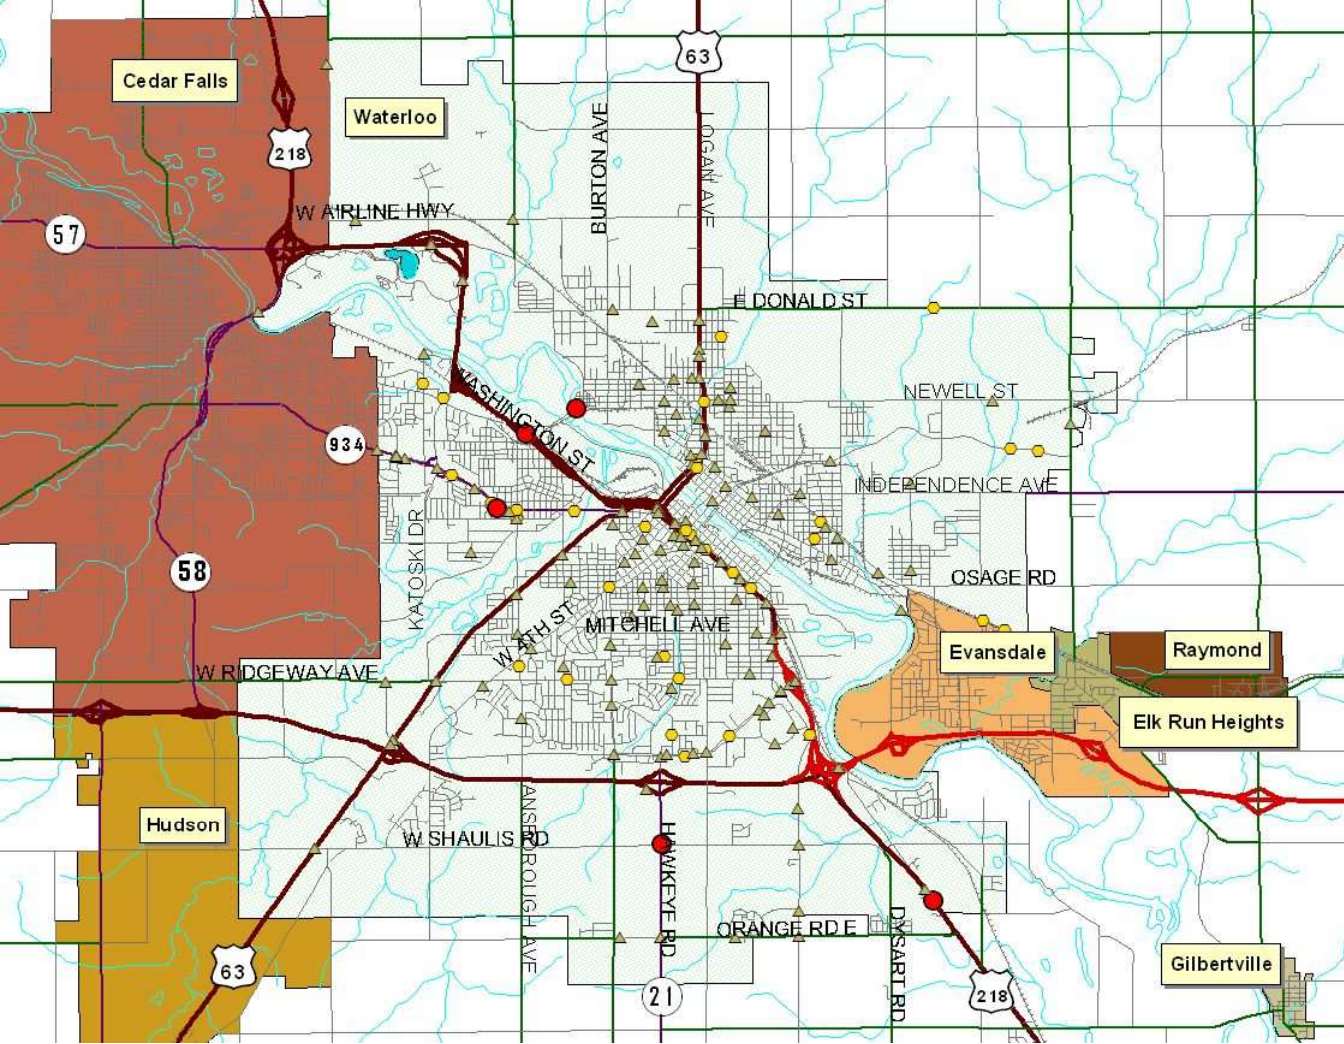 63
Cedar Falls
Waterloo
218
BURTON AVE
LOGAN AVE
W AIRLINE HWY
57
E DONALD ST
WASHINGTON ST
NEWELL ST
934
INDEPENDENCE AVE
KATOSKI DR
58
OSAGE RD
W 4TH ST
MITCHELL AVE
Evansdale
Raymond
W RIDGEWAY AVE
Elk Run Heights
Hudson
W SHAULIS RD
ANSBOROUGH AVE
HAWKEYE RD
ORANGE RD E
DYSART RD
63
Gilbertville
21
218